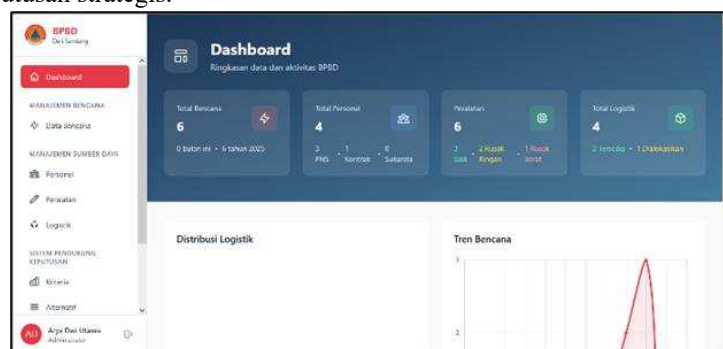 utusan strategis.
BPBD
Deli Serdang
Dashboard
MANAJEMEN BENCANA
Data Bencana
MANAJEMEN SUMBER DAYA
Personel
Peralatan
Logistik
SISTEM PENDUKUNG
KEPUTUSAN
Kriteria
Alternatif
AU
Arya Dwi Utama
Administrator
Dashboard
Ringkasan data dan aktivitas BPBD
Total Bencana
6
0 bulan ini • 6 tahun 2025
Total Personel
4
3 PNS • 1 Kontrak • 0 Sukarela
Peralatan
6
3 Baik • 2 Rusak Ringan • 1 Rusak Berat
Total Logistik
4
2 Tersedia • 1 Dialokasikan
Distribusi Logistik
Tren Bencana
3
2